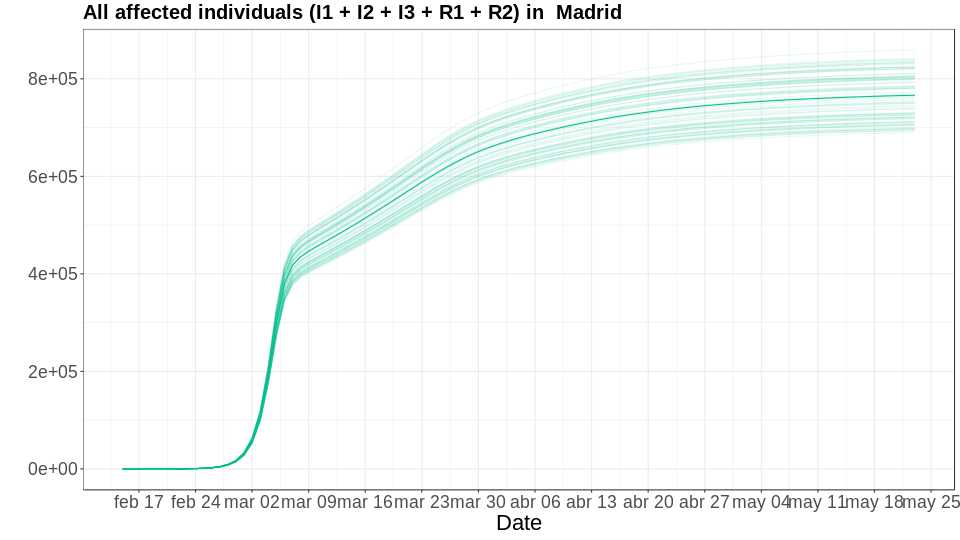 All affected individuals (I1 + I2 + I3 + R1 + R2) in  Madrid
8e+05
6e+05
4e+05
2e+05
0e+00
feb 17 feb 24 mar 02 mar 09 mar 16 mar 23 mar 30 abr 06 abr 13 abr 20 abr 27 may 04 may 11 may 18 may 25
Date